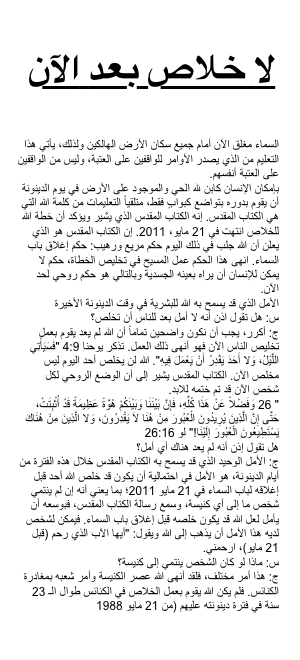 لا خلاص بعد الآن
السماء مغلق الآن أمام جميع سكان الأرض الهالكين ولذلك، يأتي هذا
التعليم من الذي يصدر الأوامر للواقفين على العتبة، وليس من الواقفين
على العتبة أنفسهم.
بإمكان الإنسان كابن لله الحي والموجود على الأرض في يوم الدينونة
أن يقوم بدوره بتواضع كبواب فقط، متلقياً التعليمات من كلمة الله التي
هي الكتاب المقدس. إنه الكتاب المقدس الذي يشير ويؤكد أن خطة الله
للخلاص انتهت في 21 مايو، 2011. إن الكتاب المقدس هو الذي
يعلن أن الله جلب في ذلك اليوم حكم مريع ورهيب: حكم إغلاق باب
السماء. انهى هذا الحكم عمل المسيح في تخليص الخطأة، حكم لا
يمكن للإنسان أن يراه بعينه الجسدية وبالتالي هو حكم روحي لحد
الآن.
الأمل الذي قد يسمح به الله للبشرية في وقت الدينونة الأخيرة
س: هل تقول اذن أنه لا أمل بعد للناس أن تخلص؟
ج: أكرر، يجب أن نكون واضحين تماماً أن الله لم يعد يقوم بعمل
تخليص الناس الآن فهو أنهى ذلك العمل. تذكر يوحنا 9:4 "فَسَيَأْتِي
اللَّيْلُ، وَلا أَحَدَ يَقْدِرُ أَنْ يَعْمَلَ فِيهِ". الله لن يخلص أحد اليوم ليس
مخلص الآن. الكتاب المقدس يشير إلى أن الوضع الروحي لكل
شخص الآن قد تم ختمه للابد.
" 26 وَفَضْلاً عَنْ هَذَا كُلِّهِ، فَإِنَّ بَيْنَنَا وَبَيْنَكُمْ هُوَّةً عَظِيمَةً قَدْ أُثْبِتَتْ،
حَتَّى إِنَّ الَّذِينَ يُرِيدُونَ الْعُبُورَ مِنْ هُنَا لاَ يَقْدِرُونَ، وَلا الَّذِينَ مِنْ هُنَاكَ
يَسْتَطِيعُونَ الْعُبُورَ إِلَيْنَا!" لو 16:26
هل تقول إذن أنه لم يعد هناك أي أمل؟
ج: الأمل الوحيد الذي قد يسمح به الكتاب المقدس خلال هذه الفترة من
أيام الدينونة، هو الأمل في احتمالية أن يكون قد خلص الله أحد قبل
إغلاقه لباب السماء في 21 مايو 2011؛ بما يعني أنه إن لم ينتمي
شخص ما إلى أي كنيسة، وسمع رسالة الكتاب المقدس، فبوسعه أن
يأمل لعل الله قد يكون خلصه قبل إغلاق باب السماء. فيمكن لشخص
لديه هذا الأمل أن يذهب إلى الله ويقول: "أيها الآب الذي رحم (قبل
21 مايو)، ارحمني.
س: ماذا لو كان الشخص ينتمي إلى كنيسة؟
ج: هذا أمر مختلف، فلقد أنهى الله عصر الكنيسة وأمر شعبه بمغادرة
الكنائس. فلم يكن الله يقوم بعمل الخلاص في الكنائس طوال الـ 23
سنة في فترة دينونته عليهم (من 21 مايو 1988